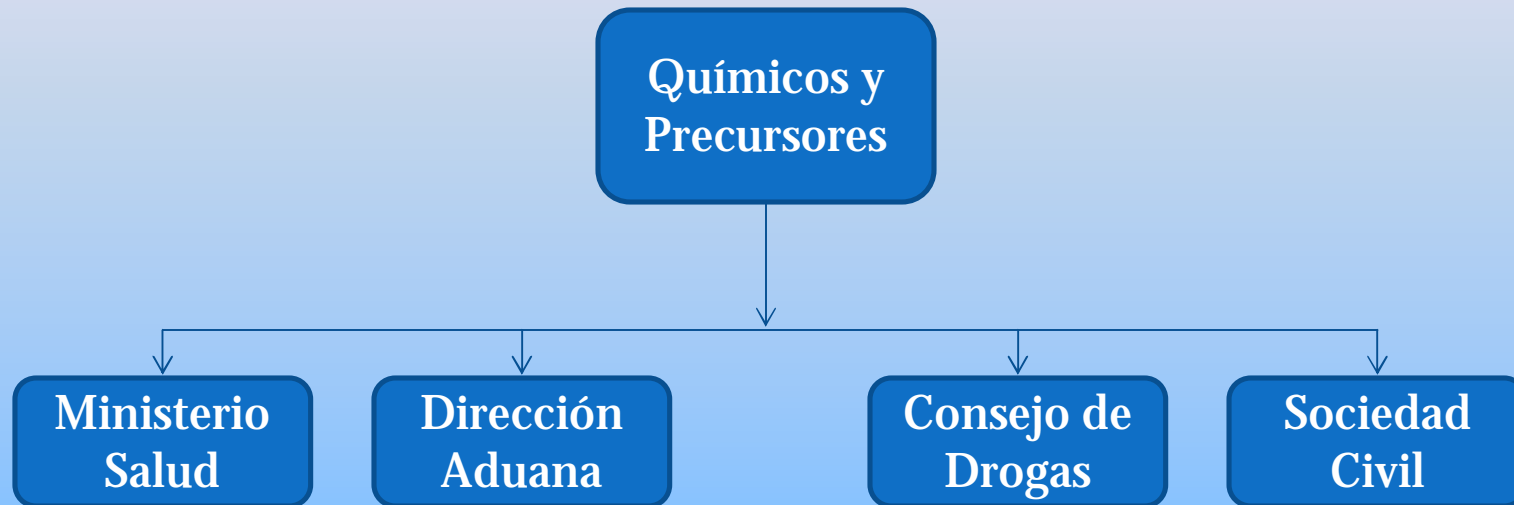 Químicos y
Precursores
Ministerio
Salud
Dirección
Aduana
Consejo de
Drogas
Sociedad
Civil